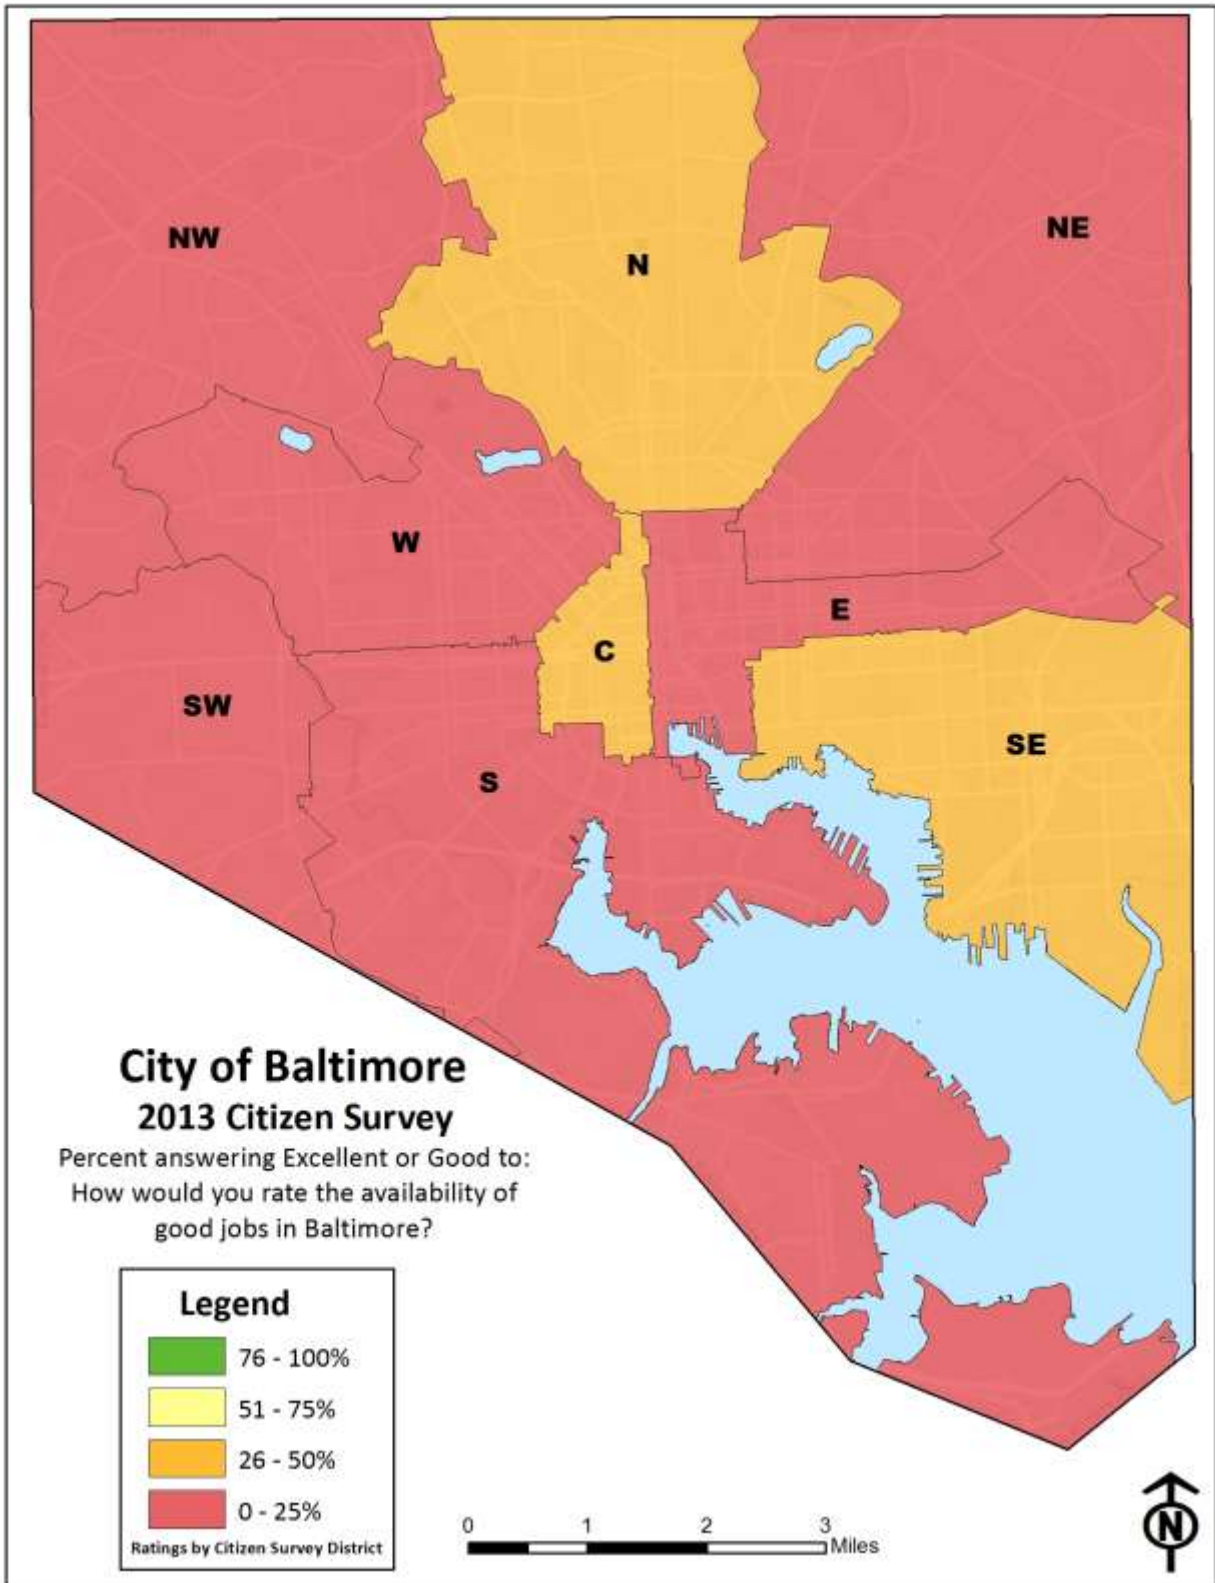 NW
N
NE
W
E
C
SW
SE
S
City of Baltimore
2013 Citizen Survey
Percent answering Excellent or Good to:
How would you rate the availability of
good jobs in Baltimore?
Legend
76 - 100%
51 - 75%
26 - 50%
0 - 25%
Ratings by Citizen Survey District
0 1 2 3
Miles
N